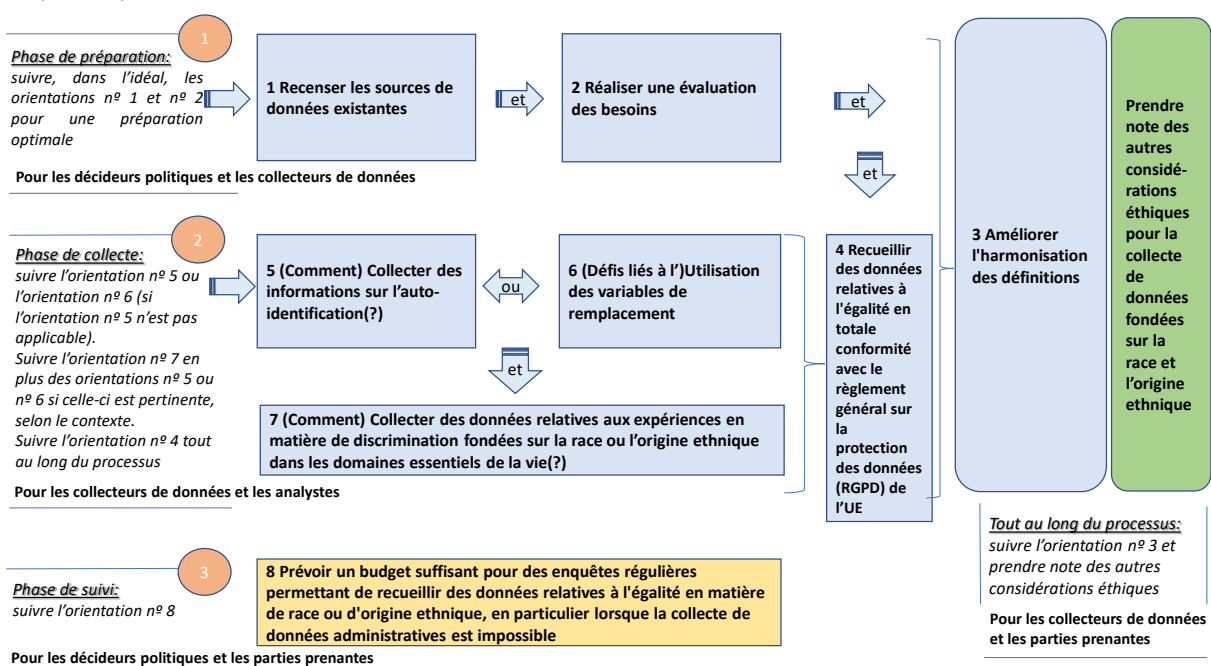 1
Phase de préparation:
suivre, dans l’idéal, les
orientations nº 1 et nº 2
pour une préparation
optimale
1 Recenser les sources de
données existantes
et
2 Réaliser une évaluation
des besoins
et
et
Pour les décideurs politiques et les collecteurs de données
2
Phase de collecte:
suivre l’orientation nº 5 ou
l’orientation nº 6 (si
l’orientation nº 5 n’est pas
applicable).
Suivre l’orientation nº 7 en
plus des orientations nº 5 ou
nº 6 si celle-ci est pertinente,
selon le contexte.
Suivre l’orientation nº 4 tout
au long du processus
5 (Comment) Collecter des
informations sur l’auto-
identification(?)
ou
6 (Défis liés à l’)Utilisation
des variables de
remplacement
et
7 (Comment) Collecter des données relatives aux expériences en
matière de discrimination fondées sur la race ou l’origine ethnique
dans les domaines essentiels de la vie(?)
Pour les collecteurs de données et les analystes
4 Recueillir
des données
relatives à
l'égalité en
totale
conformité
avec le
règlement
général sur
la
protection
des données
(RGPD) de
l’UE
3 Améliorer
l'harmonisation
des définitions
Prendre
note des
autres
considé-
rations
éthiques
pour la
collecte
de
données
fondées
sur la
race et
l’origine
ethnique
Tout au long du processus:
suivre l’orientation nº 3 et
prendre note des autres
considérations éthiques
Pour les collecteurs de données
et les parties prenantes
3
Phase de suivi:
suivre l’orientation nº 8
8 Prévoir un budget suffisant pour des enquêtes régulières
permettant de recueillir des données relatives à l'égalité en matière
de race ou d'origine ethnique, en particulier lorsque la collecte de
données administratives est impossible
Pour les décideurs politiques et les parties prenantes